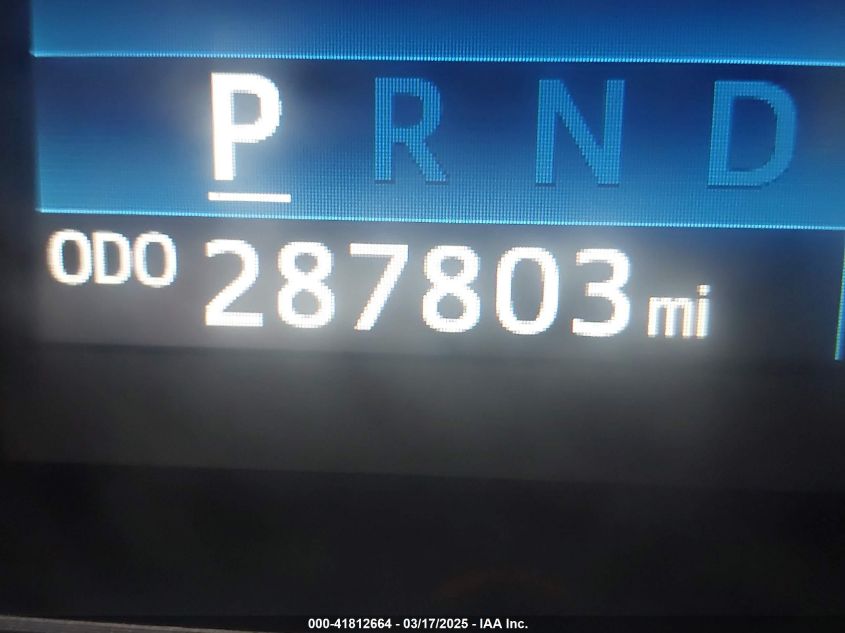 P R N D
ODO 287803 mi
000-41812664 - 03/17/2025 - IAA Inc.